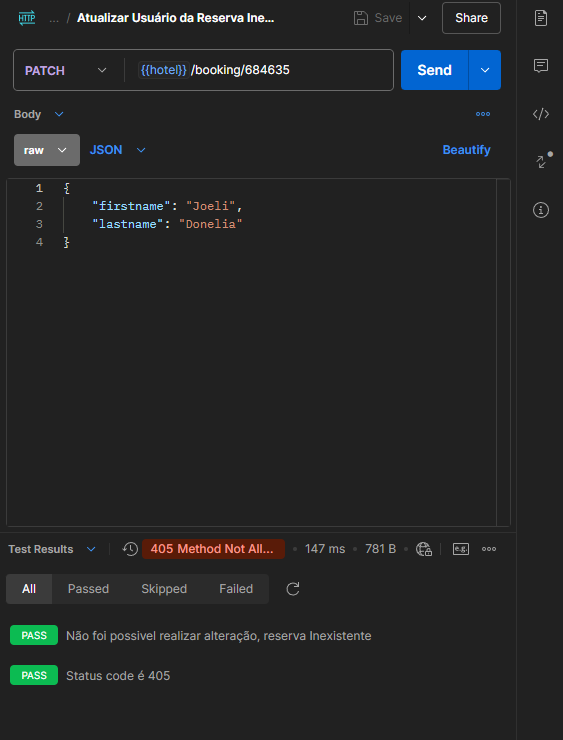 HTTP ... / Atualizar Usuário da Reserva Ine... Save Share
PATCH {{hotel}}/booking/684635 Send
Body
raw JSON Beautify
1 {
2 "firstname": "Joeli",
3 "lastname": "Donelia"
4 }
Test Results 405 Method Not All... 147 ms 781 B e.g.
All Passed Skipped Failed
PASS Não foi possivel realizar alteração, reserva Inexistente
PASS Status code é 405